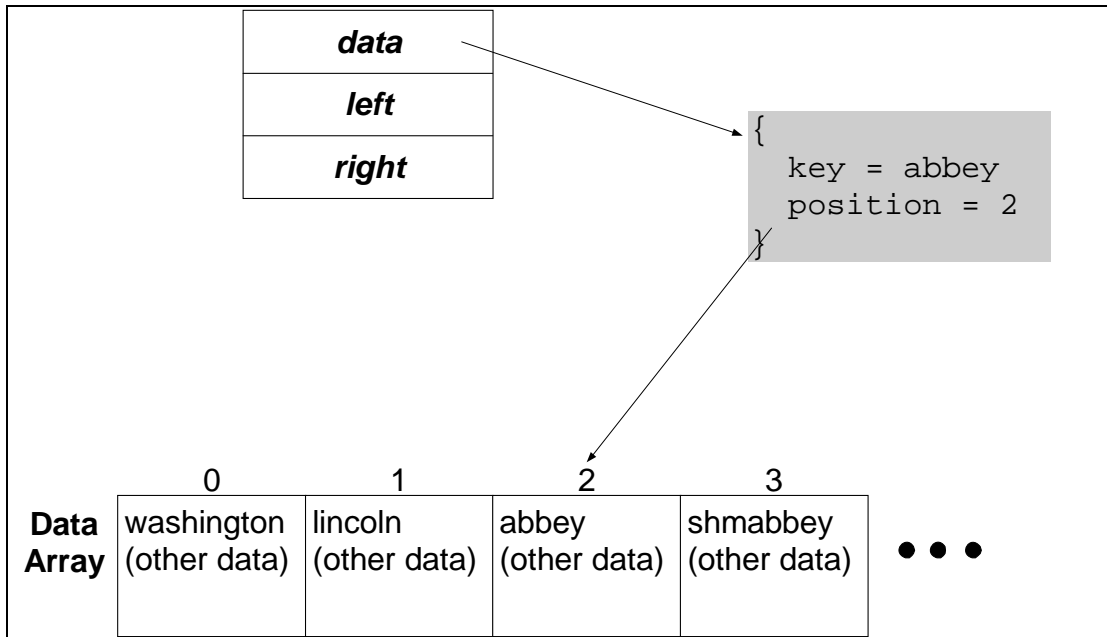 data
left
right
{
key = abbey
position = 2
}
0 1 2 3
Data Array
washington (other data)
lincoln (other data)
abbey (other data)
shmabbey (other data)